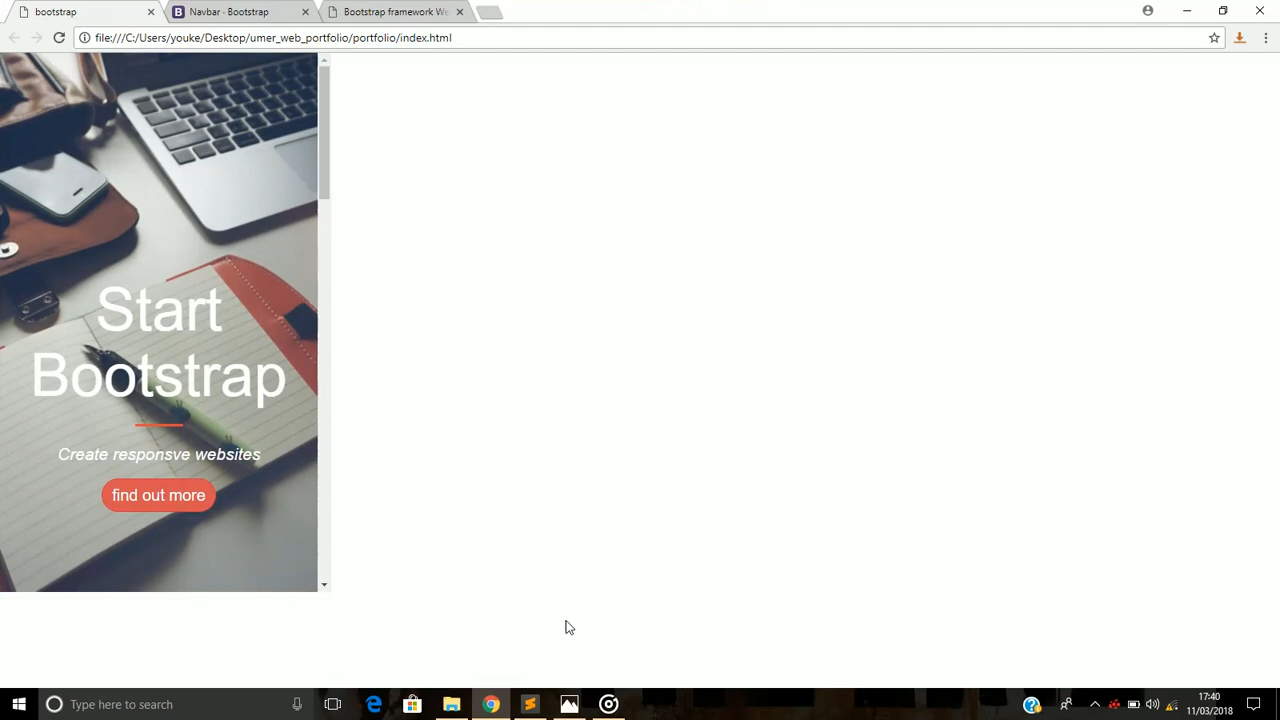 bootstrap
Navbar - Bootstrap
Bootstrap framework We
file:///C:/Users/youke/Desktop/umer_web_portfolio/portfolio/index.html
Start
Bootstrap
Create responsve websites
find out more
Type here to search
17:40
11/03/2018